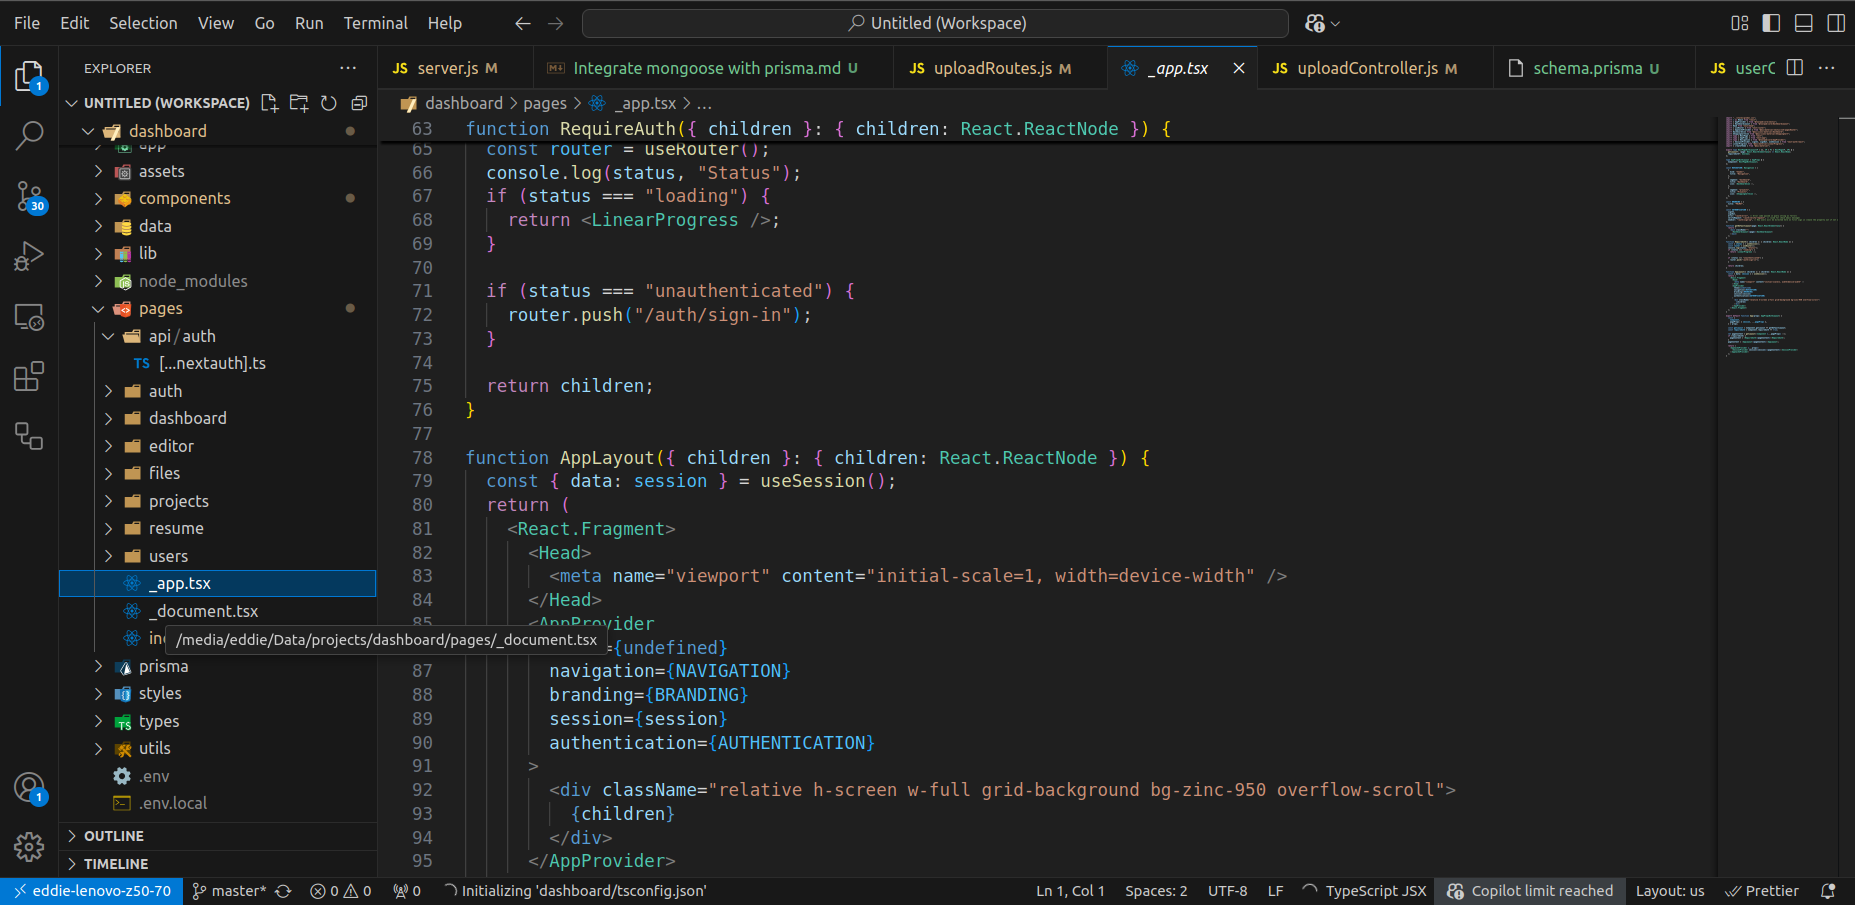 File Edit Selection View Go Run Terminal Help
Untitled (Workspace)
EXPLORER
UNTITLED (WORKSPACE)
dashboard
app
assets
components
data
lib
node_modules
pages
api/auth
TS [...nextauth].ts
auth
dashboard
editor
files
projects
resume
users
_app.tsx
_document.tsx
/media/eddie/Data/projects/dashboard/pages/_document.tsx
prisma
styles
types
utils
.env
.env.local
OUTLINE
TIMELINE
1
30
1
JS server.js M
Integrate mongoose with prisma.md U
JS uploadRoutes.js M
_app.tsx
JS uploadController.js M
schema.prisma U
JS userC
dashboard > pages > _app.tsx > ...
63 function RequireAuth({ children }: { children: React.ReactNode }) {
65 const router = useRouter();
66 console.log(status, "Status");
67 if (status === "loading") {
68 return <LinearProgress />;
69 }
70
71 if (status === "unauthenticated") {
72 router.push("/auth/sign-in");
73 }
74
75 return children;
76 }
77
78 function AppLayout({ children }: { children: React.ReactNode }) {
79 const { data: session } = useSession();
80 return (
81 <React.Fragment>
82 <Head>
83 <meta name="viewport" content="initial-scale=1, width=device-width" />
84 </Head>
85 <AppProvider
={undefined}
87 navigation={NAVIGATION}
88 branding={BRANDING}
89 session={session}
90 authentication={AUTHENTICATION}
91 >
92 <div className="relative h-screen w-full grid-background bg-zinc-950 overflow-scroll">
93 {children}
94 </div>
95 </AppProvider>
eddie-lenovo-z50-70 master* 0 0 0 Initializing 'dashboard/tsconfig.json' Ln 1, Col 1 Spaces: 2 UTF-8 LF TypeScript JSX Copilot limit reached Layout: us Prettier